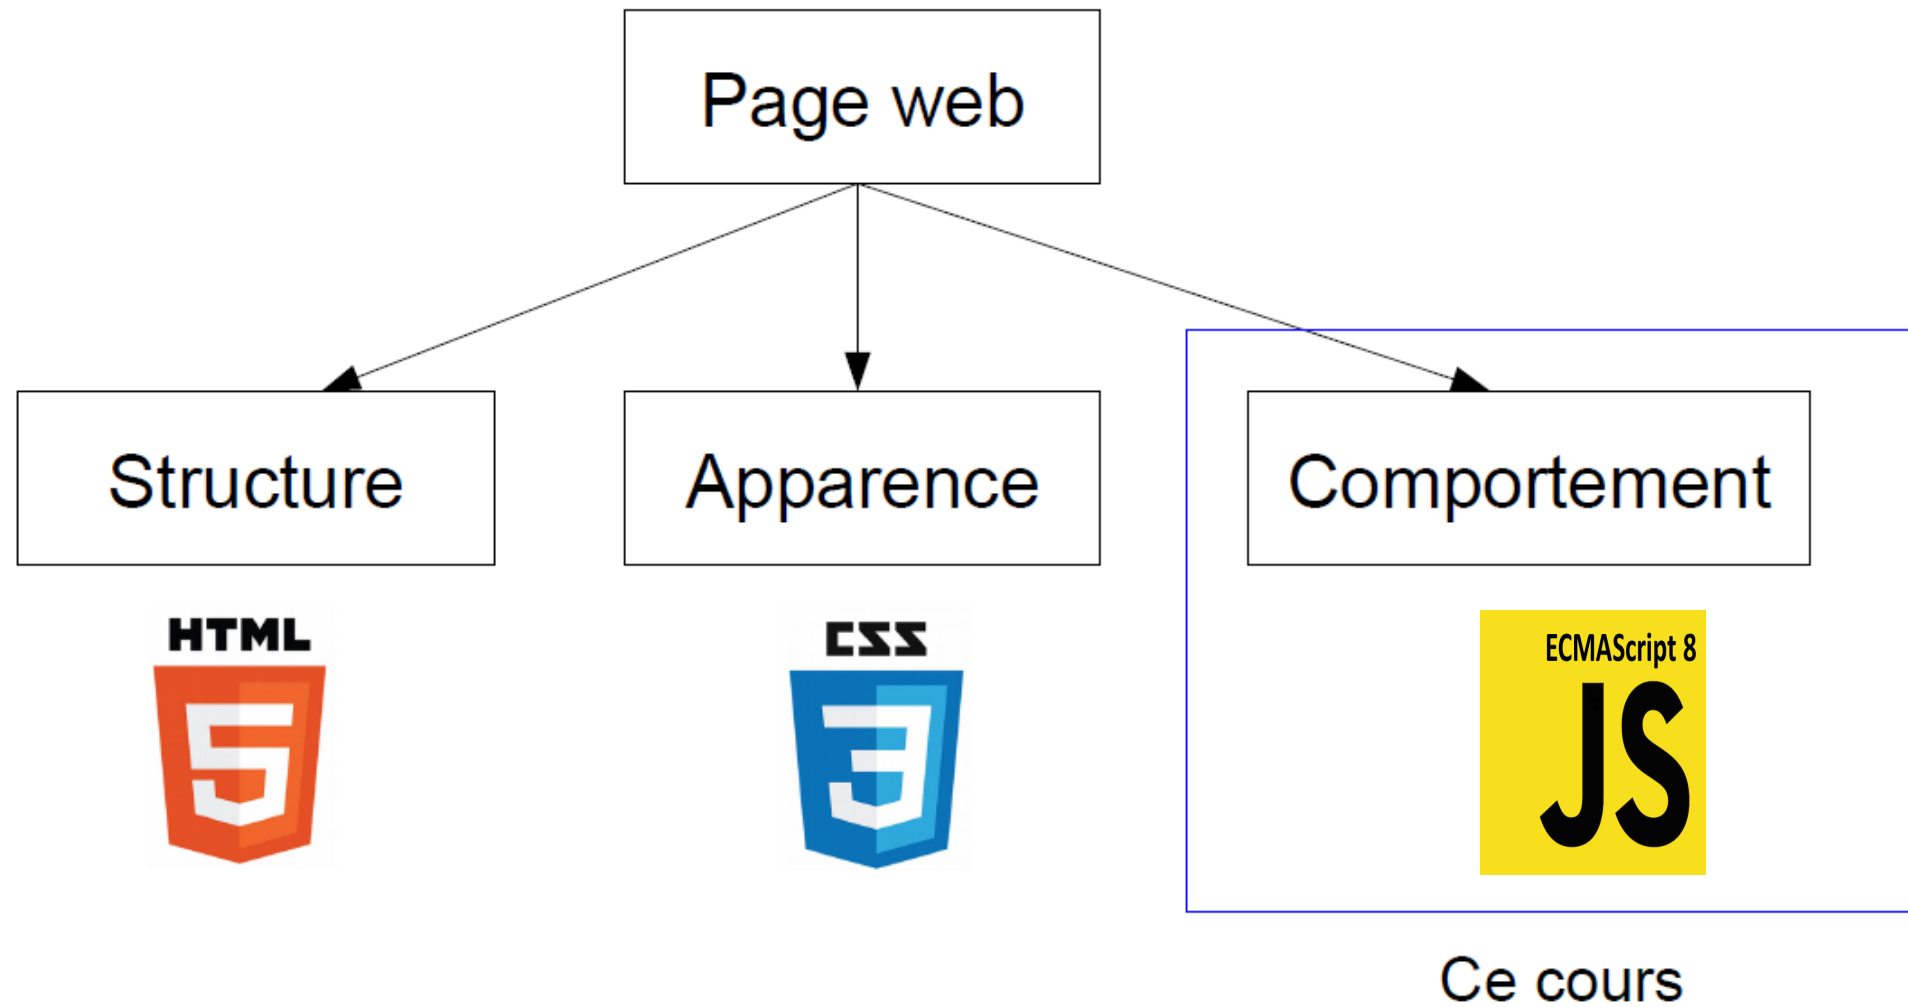 Page web
Structure
Apparence
Comportement
HTML
5
CSS
3
ECMAScript 8
JS
Ce cours